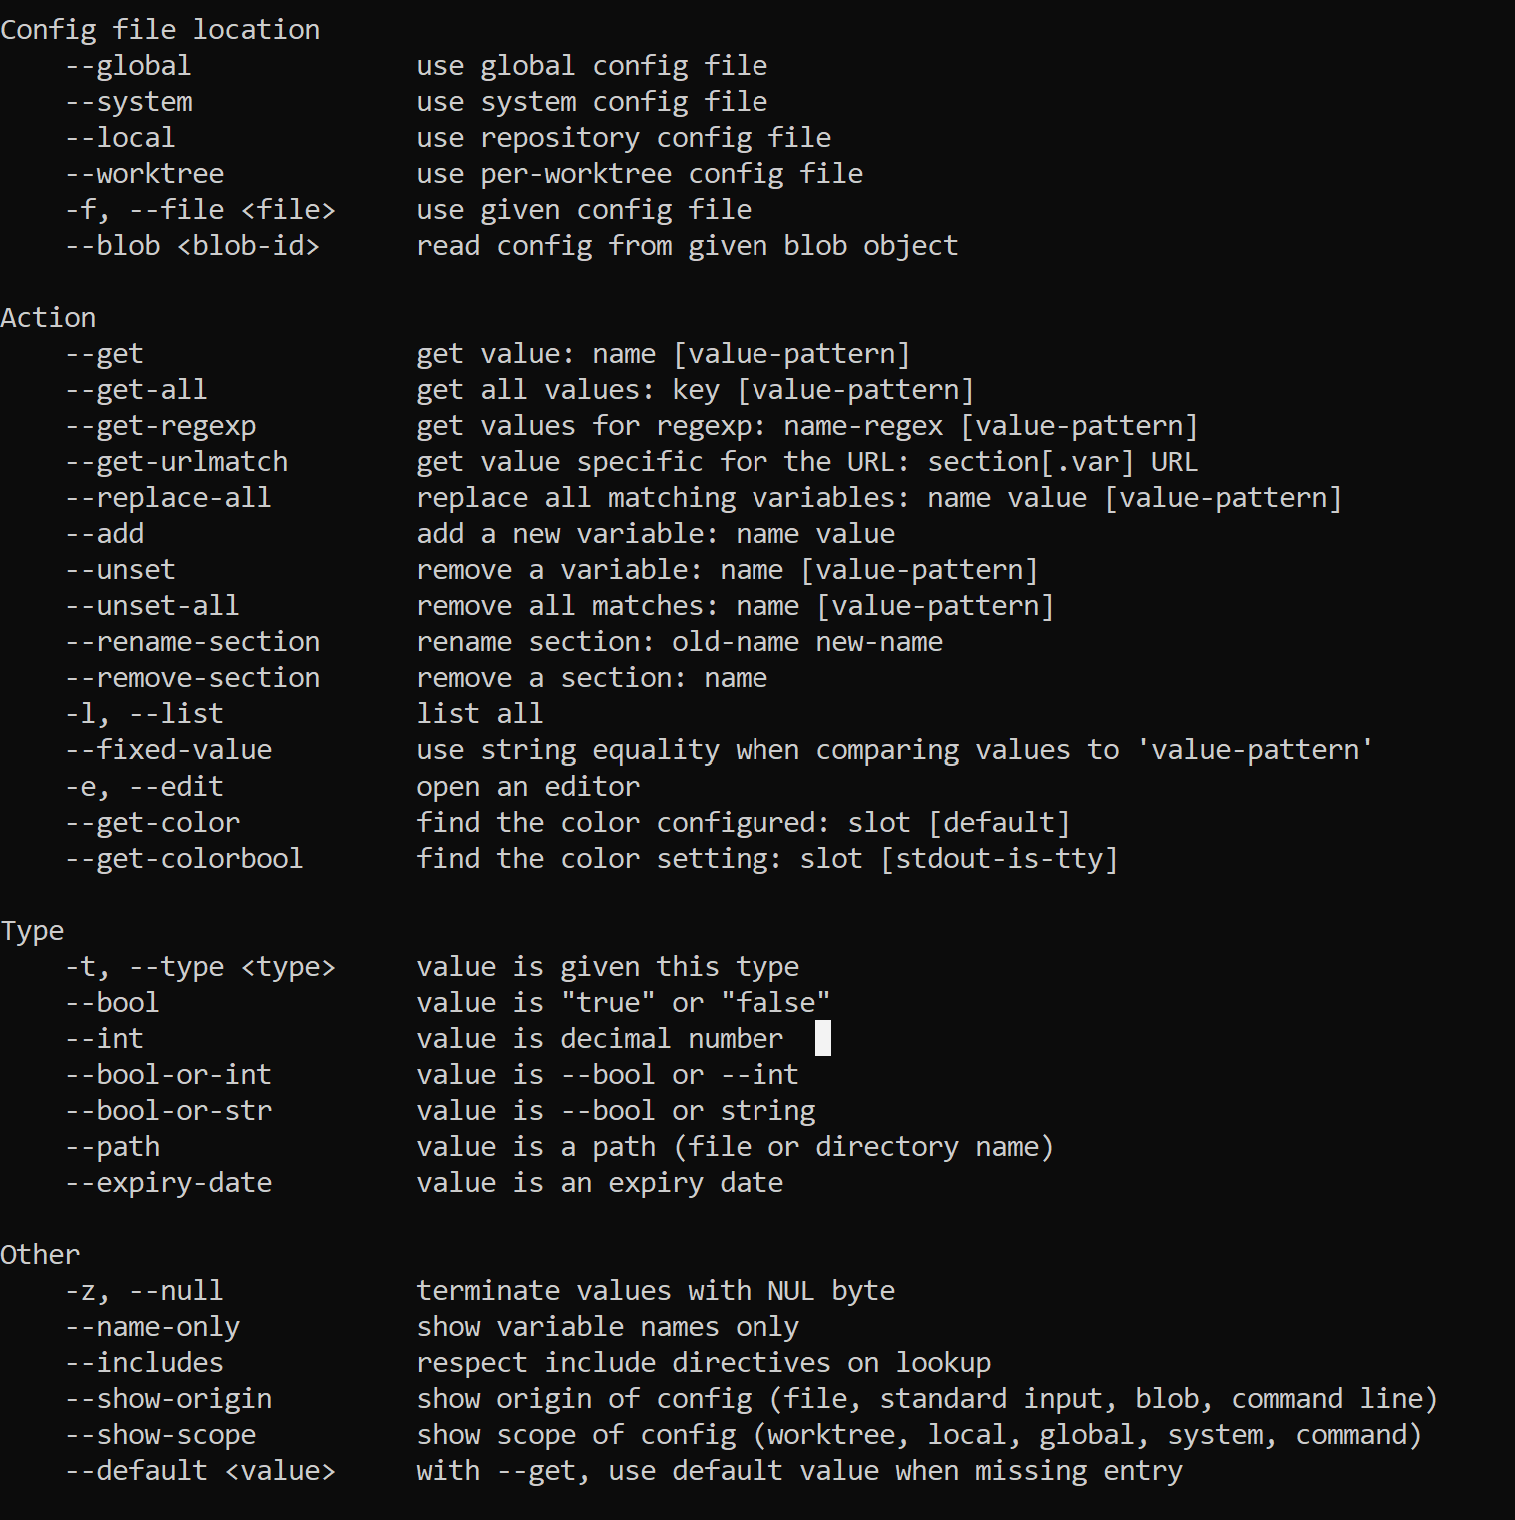 Config file location
    --global              use global config file
    --system              use system config file
    --local               use repository config file
    --worktree            use per-worktree config file
    -f, --file <file>     use given config file
    --blob <blob-id>      read config from given blob object

Action
    --get                 get value: name [value-pattern]
    --get-all             get all values: key [value-pattern]
    --get-regexp          get values for regexp: name-regex [value-pattern]
    --get-urlmatch        get value specific for the URL: section[.var] URL
    --replace-all         replace all matching variables: name value [value-pattern]
    --add                 add a new variable: name value
    --unset               remove a variable: name [value-pattern]
    --unset-all           remove all matches: name [value-pattern]
    --rename-section      rename section: old-name new-name
    --remove-section      remove a section: name
    -l, --list            list all
    --fixed-value         use string equality when comparing values to 'value-pattern'
    -e, --edit            open an editor
    --get-color           find the color configured: slot [default]
    --get-colorbool       find the color setting: slot [stdout-is-tty]

Type
    -t, --type <type>     value is given this type
    --bool                value is "true" or "false"
    --int                 value is decimal number
    --bool-or-int         value is --bool or --int
    --bool-or-str         value is --bool or string
    --path                value is a path (file or directory name)
    --expiry-date         value is an expiry date

Other
    -z, --null            terminate values with NUL byte
    --name-only           show variable names only
    --includes            respect include directives on lookup
    --show-origin         show origin of config (file, standard input, blob, command line)
    --show-scope          show scope of config (worktree, local, global, system, command)
    --default <value>     with --get, use default value when missing entry